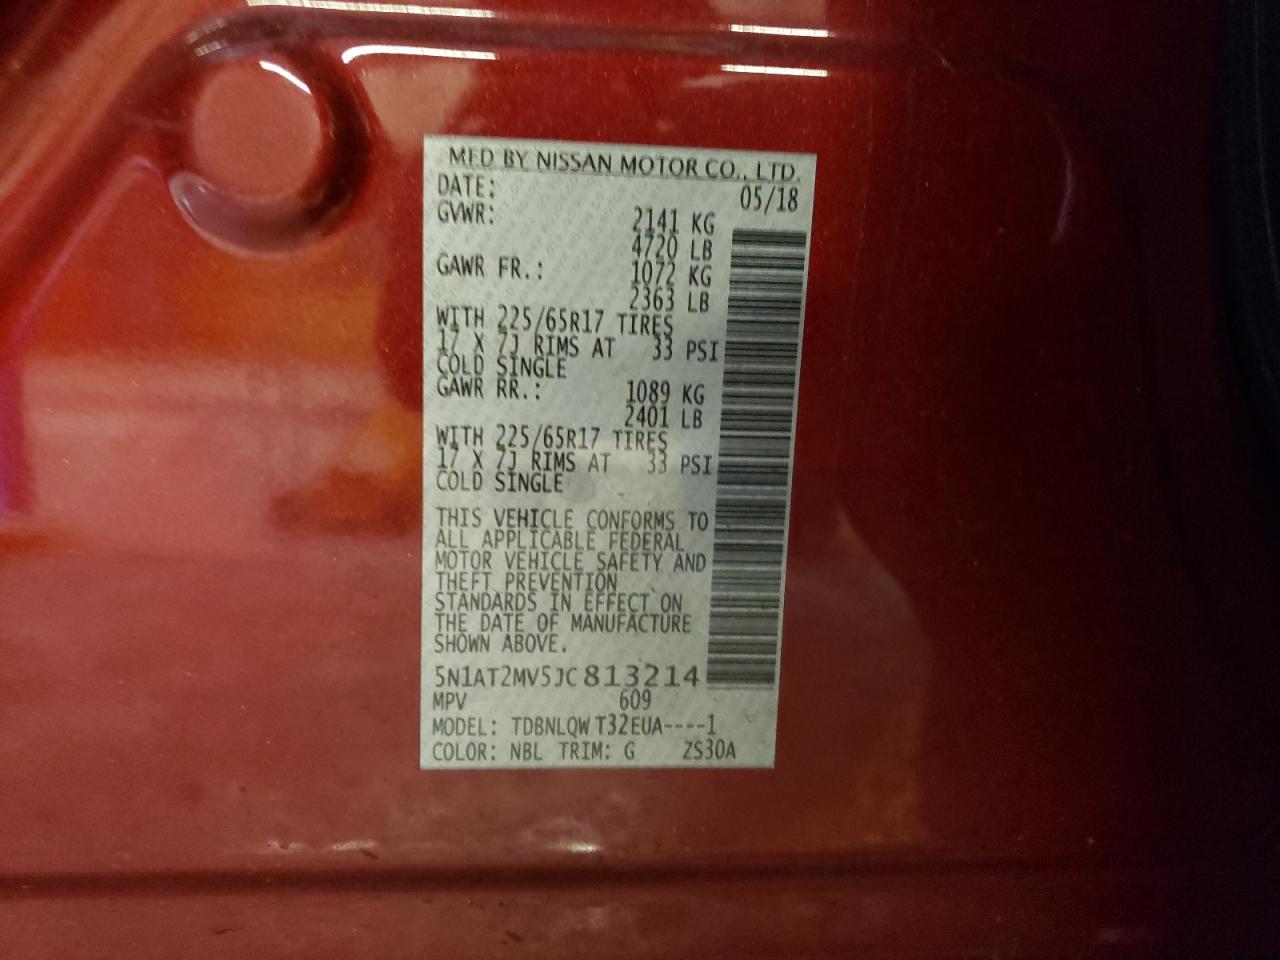 MFD BY NISSAN MOTOR CO., LTD.
DATE: 05/18
GVWR: 2141 KG
4720 LB
GAWR FR.: 1072 KG
2363 LB
WITH 225/65R17 TIRES
17 X 7J RIMS AT 33 PSI
COLD SINGLE
GAWR RR.: 1089 KG
2401 LB
WITH 225/65R17 TIRES
17 X 7J RIMS AT 33 PSI
COLD SINGLE
THIS VEHICLE CONFORMS TO
ALL APPLICABLE FEDERAL
MOTOR VEHICLE SAFETY AND
THEFT PREVENTION
STANDARDS IN EFFECT ON
THE DATE OF MANUFACTURE
SHOWN ABOVE.
5N1AT2MV5JC813214
MPV 609
MODEL: TDBNLQW T32EUA----1
COLOR: NBL TRIM: G ZS30A